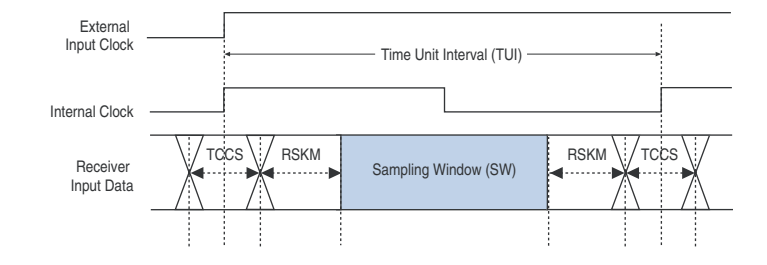 External
Input Clock
Time Unit Interval (TUI)
Internal Clock
Receiver
Input Data
TCCS
RSKM
Sampling Window (SW)
RSKM
TCCS